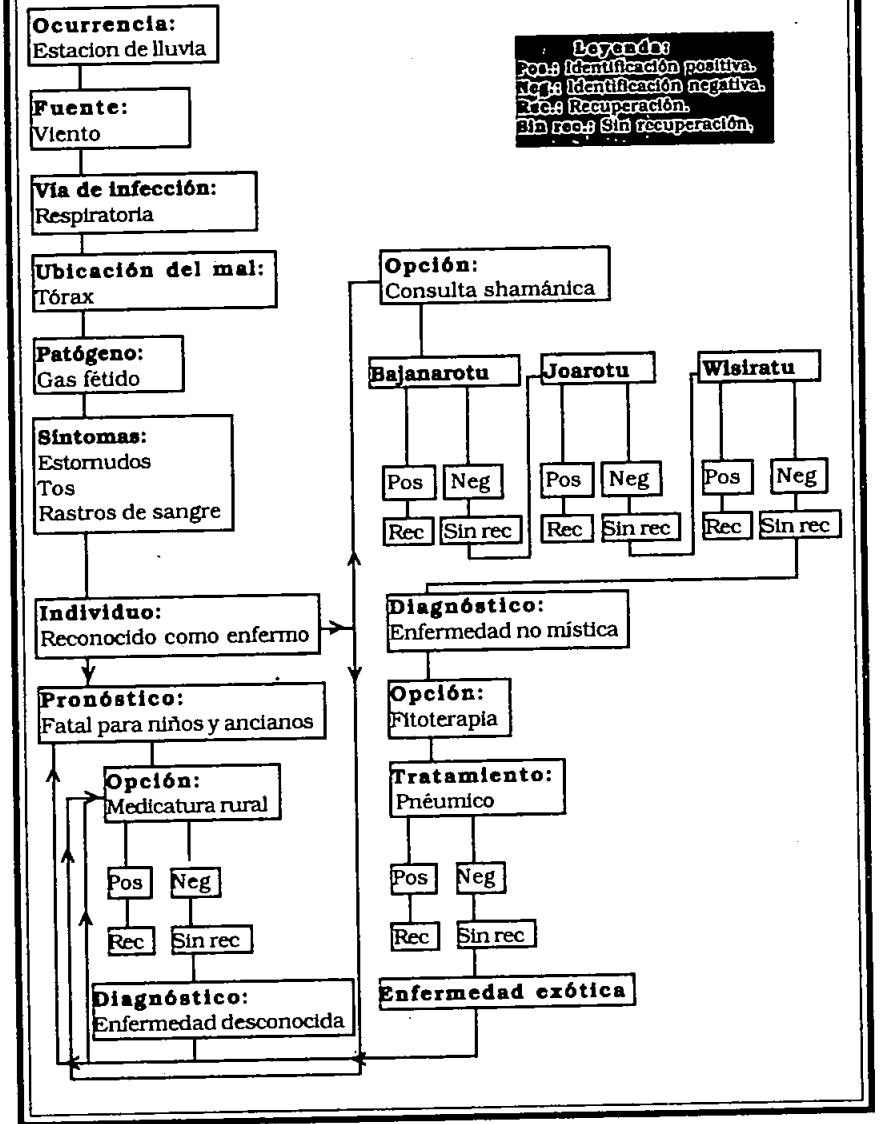 Ocurrencia:
Estacion de lluvia
Leyenda:
Pos.: Identificación positiva.
Neg.: Identificación negativa.
Rec.: Recuperación.
Sin rec.: Sin recuperación.
Fuente:
Viento
Vía de infección:
Respiratoria
Ubicación del mal:
Tórax
Patógeno:
Gas fétido
Síntomas:
Estornudos
Tos
Rastros de sangre
Individuo:
Reconocido como enfermo
Pronóstico:
Fatal para niños y ancianos
Opción:
Medicatura rural
Pos Neg
Rec Sin rec
Diagnóstico:
Enfermedad desconocida
Opción:
Consulta shamánica
Bajanarotu Joarotu Wisiratu
Pos Neg Pos Neg Pos Neg
Rec Sin rec Rec Sin rec Rec Sin rec
Diagnóstico:
Enfermedad no mística
Opción:
Fitoterapia
Tratamiento:
Pnéumico
Pos Neg
Rec Sin rec
Enfermedad exótica